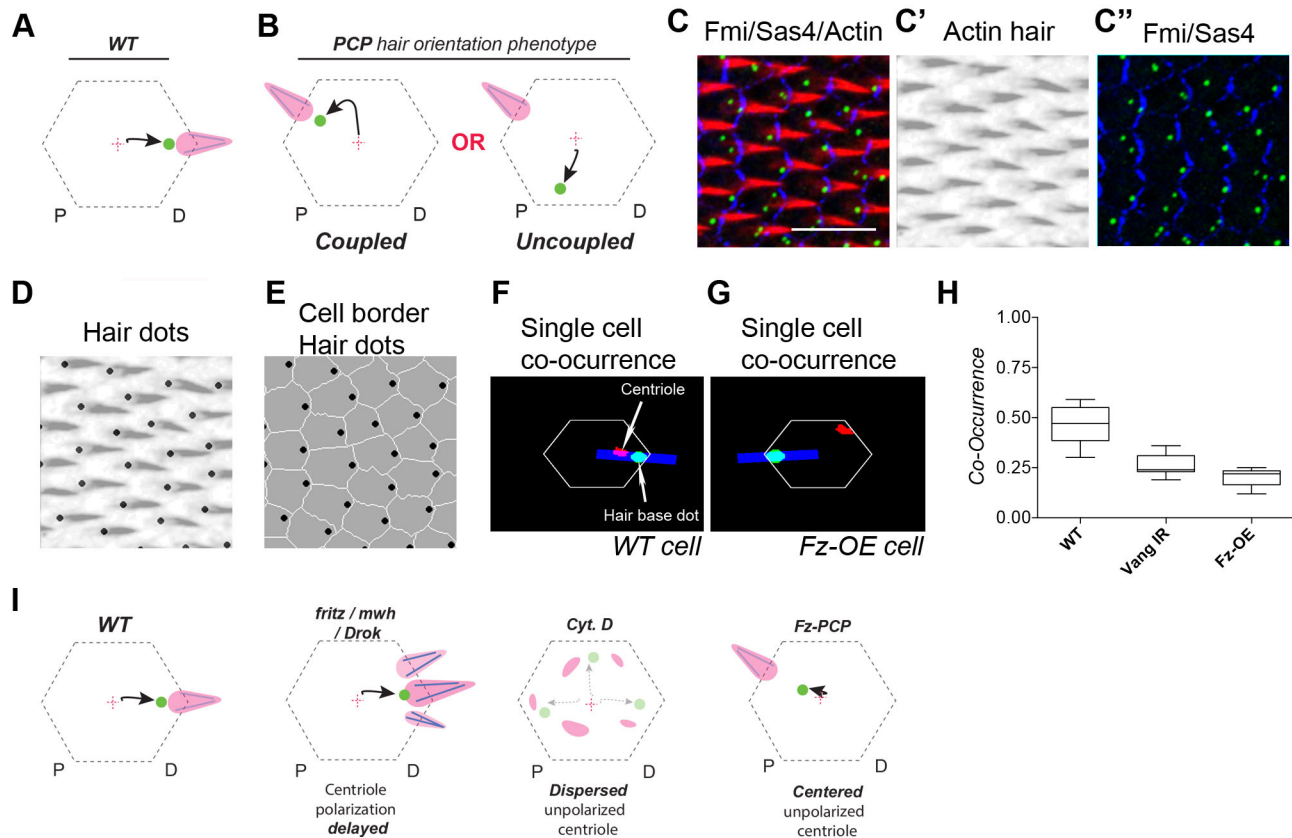 A
WT
P
D
B
PCP hair orientation phenotype
OR
P
D
P
D
Coupled
Uncoupled
C
Fmi/Sas4/Actin
C'
Actin hair
C"
Fmi/Sas4
D
Hair dots
E
Cell border
Hair dots
F
Single cell
co-ocurrence
Centriole
Hair base dot
WT cell
G
Single cell
co-ocurrence
Fz-OE cell
H
Co-Occurrence
1.00
0.75
0.50
0.25
0.00
WT
Vang IR
Fz-OE
I
WT
P
D
fritz / mwh
/ Drok
P
D
Centriole
polarization
delayed
Cyt. D
P
D
Dispersed
unpolarized
centriole
Fz-PCP
P
D
Centered
unpolarized
centriole